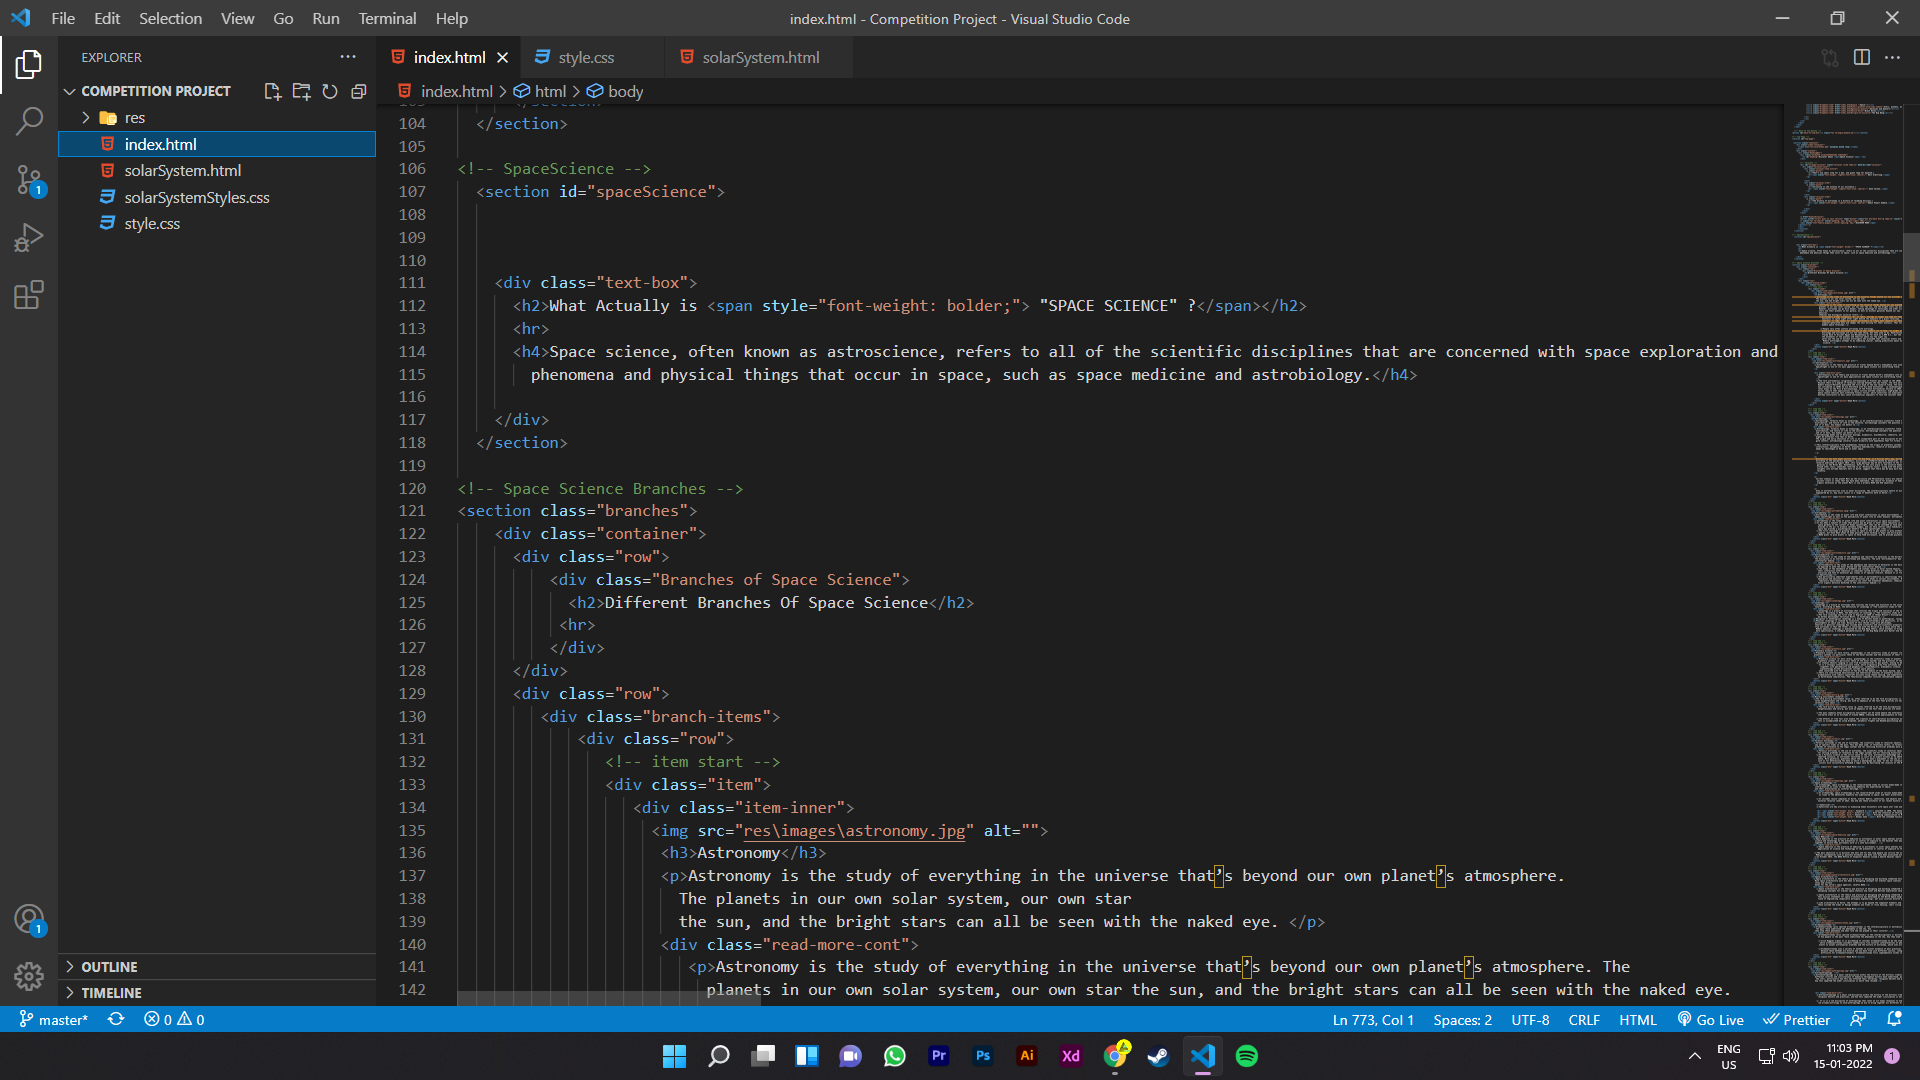 File Edit Selection View Go Run Terminal Help
index.html - Competition Project - Visual Studio Code
EXPLORER
COMPETITION PROJECT
res
index.html
solarSystem.html
solarSystemStyles.css
style.css
OUTLINE
TIMELINE
1
1
index.html style.css solarSystem.html
index.html > html > body
104 </section>
105
106 <!-- SpaceScience -->
107 <section id="spaceScience">
108
109
110
111 <div class="text-box">
112 <h2>What Actually is <span style="font-weight: bolder;"> "SPACE SCIENCE" ?</span></h2>
113 <hr>
114 <h4>Space science, often known as astroscience, refers to all of the scientific disciplines that are concerned with space exploration and
115 phenomena and physical things that occur in space, such as space medicine and astrobiology.</h4>
116
117 </div>
118 </section>
119
120 <!-- Space Science Branches -->
121 <section class="branches">
122 <div class="container">
123 <div class="row">
124 <div class="Branches of Space Science">
125 <h2>Different Branches Of Space Science</h2>
126 <hr>
127 </div>
128 </div>
129 <div class="row">
130 <div class="branch-items">
131 <div class="row">
132 <!-- item start -->
133 <div class="item">
134 <div class="item-inner">
135 <img src="res\images\astronomy.jpg" alt="">
136 <h3>Astronomy</h3>
137 <p>Astronomy is the study of everything in the universe that’s beyond our own planet’s atmosphere.
138 The planets in our own solar system, our own star
139 the sun, and the bright stars can all be seen with the naked eye. </p>
140 <div class="read-more-cont">
141 <p>Astronomy is the study of everything in the universe that’s beyond our own planet’s atmosphere. The
142 planets in our own solar system, our own star the sun, and the bright stars can all be seen with the naked eye.
master* 0 0 Ln 773, Col 1 Spaces: 2 UTF-8 CRLF HTML Go Live Prettier
Pr Ps Ai Xd
ENG
US
11:03 PM
15-01-2022
1